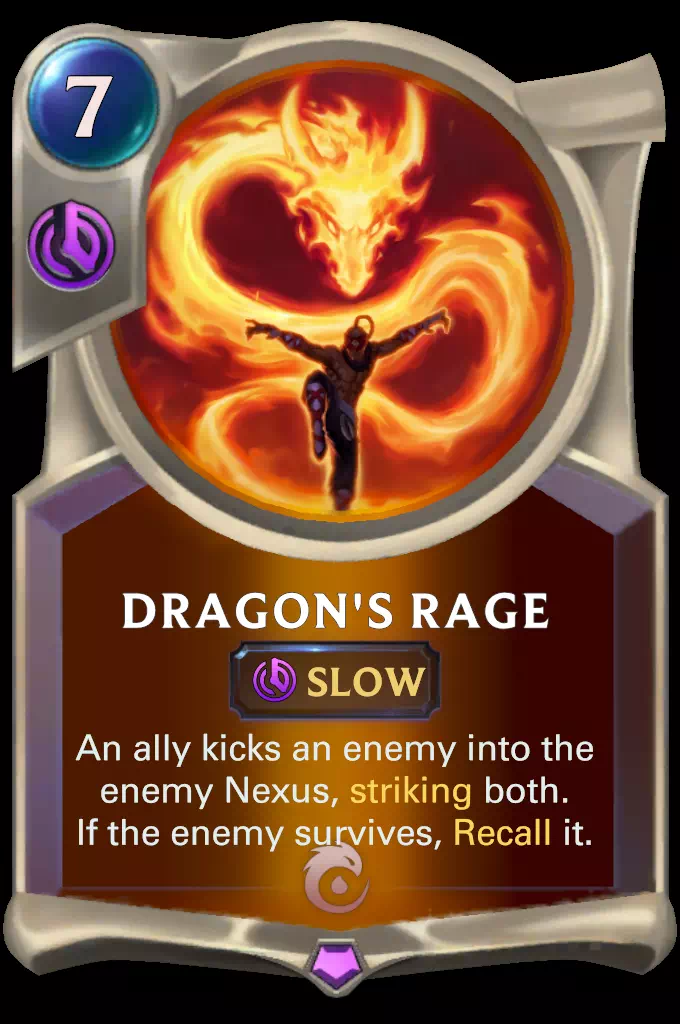 7
DRAGON'S RAGE
SLOW
An ally kicks an enemy into the
enemy Nexus, striking both.
If the enemy survives, Recall it.